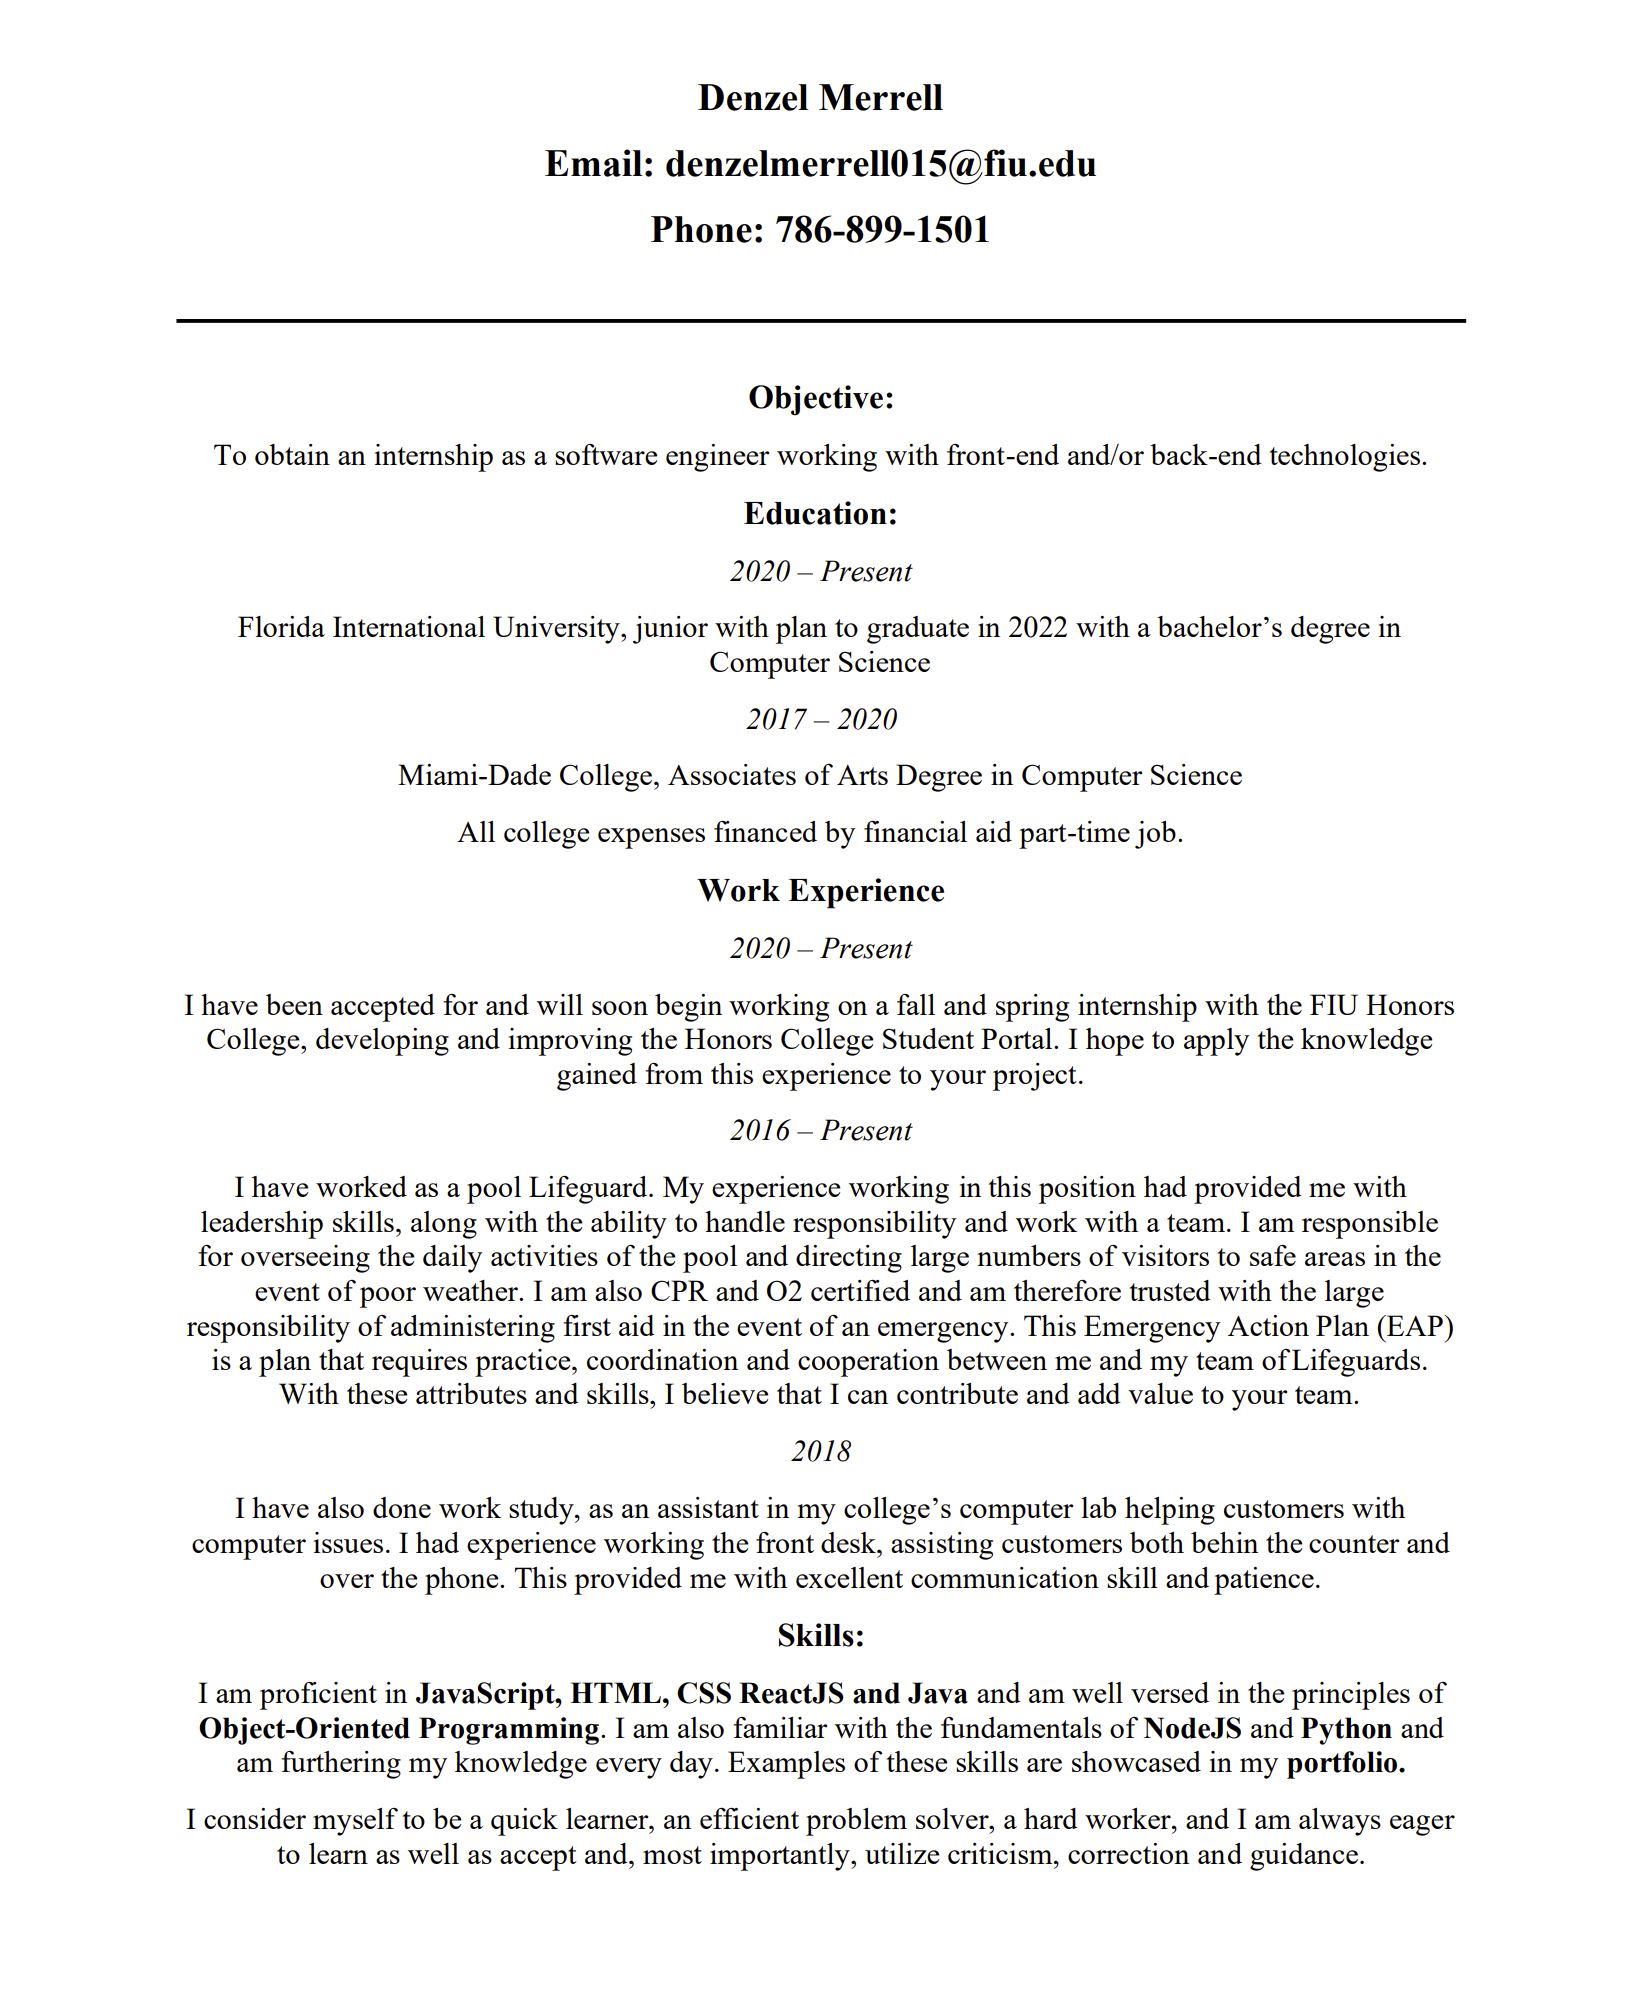 Denzel Merrell
Email: denzelmerrell015@fiu.edu
Phone: 786-899-1501
Objective:
To obtain an internship as a software engineer working with front-end and/or back-end technologies.
Education:
2020 – Present
Florida International University, junior with plan to graduate in 2022 with a bachelor’s degree in
Computer Science
2017 – 2020
Miami-Dade College, Associates of Arts Degree in Computer Science
All college expenses financed by financial aid part-time job.
Work Experience
2020 – Present
I have been accepted for and will soon begin working on a fall and spring internship with the FIU Honors
College, developing and improving the Honors College Student Portal. I hope to apply the knowledge
gained from this experience to your project.
2016 – Present
I have worked as a pool Lifeguard. My experience working in this position had provided me with
leadership skills, along with the ability to handle responsibility and work with a team. I am responsible
for overseeing the daily activities of the pool and directing large numbers of visitors to safe areas in the
event of poor weather. I am also CPR and O2 certified and am therefore trusted with the large
responsibility of administering first aid in the event of an emergency. This Emergency Action Plan (EAP)
is a plan that requires practice, coordination and cooperation between me and my team of Lifeguards.
With these attributes and skills, I believe that I can contribute and add value to your team.
2018
I have also done work study, as an assistant in my college’s computer lab helping customers with
computer issues. I had experience working the front desk, assisting customers both behin the counter and
over the phone. This provided me with excellent communication skill and patience.
Skills:
I am proficient in JavaScript, HTML, CSS ReactJS and Java and am well versed in the principles of
Object-Oriented Programming. I am also familiar with the fundamentals of NodeJS and Python and
am furthering my knowledge every day. Examples of these skills are showcased in my portfolio.
I consider myself to be a quick learner, an efficient problem solver, a hard worker, and I am always eager
to learn as well as accept and, most importantly, utilize criticism, correction and guidance.